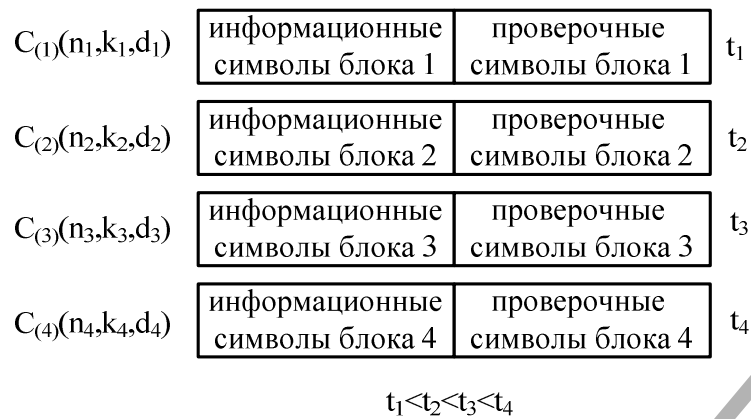 C(1)(n1,k1,d1) информационные символы блока 1 проверочные символы блока 1 t1
C(2)(n2,k2,d2) информационные символы блока 2 проверочные символы блока 2 t2
C(3)(n3,k3,d3) информационные символы блока 3 проверочные символы блока 3 t3
C(4)(n4,k4,d4) информационные символы блока 4 проверочные символы блока 4 t4
t1<t2<t3<t4